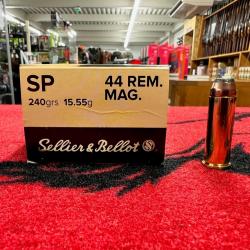 SP
44 REM.
MAG.
240grs 15.55g
Sellier & Bellot